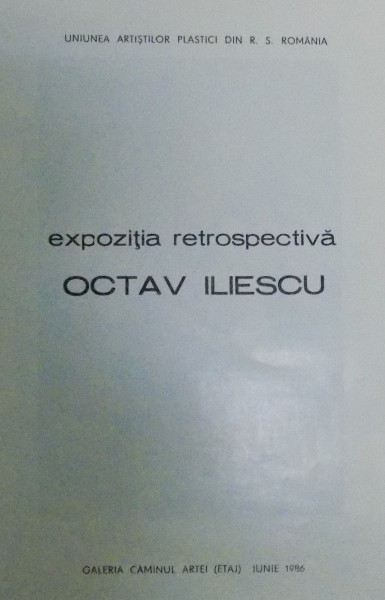 UNIUNEA ARTIŞTILOR PLASTICI DIN R. S. ROMÂNIA
expoziţia retrospectivă
OCTAV ILIESCU
GALERIA CAMINUL ARTEI (ETAJ) IUNIE 1986